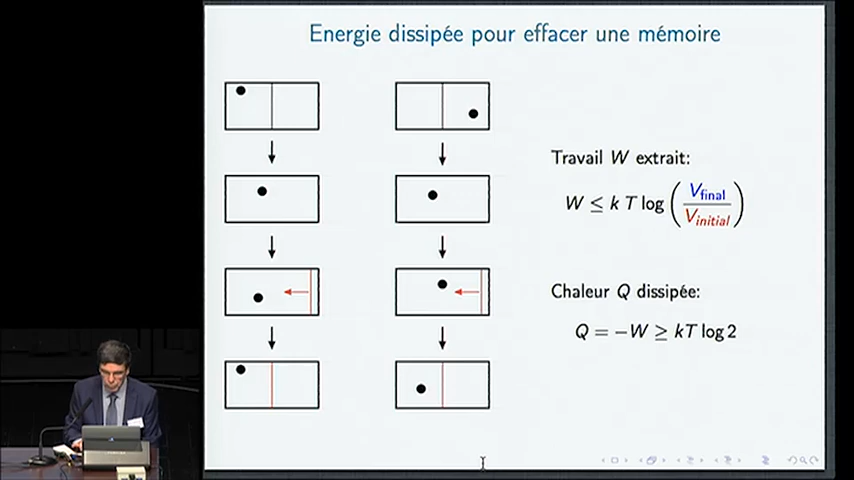 Energie dissipée pour effacer une mémoire
Travail W extrait:
W ≤ k T log ( V_final / V_initial )
Chaleur Q dissipée:
Q = −W ≥ kT log 2